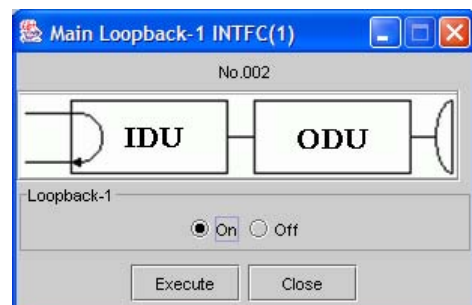 Main Loopback-1 INTFC(1)
No.002
IDU ODU
Loopback-1
On Off
Execute Close